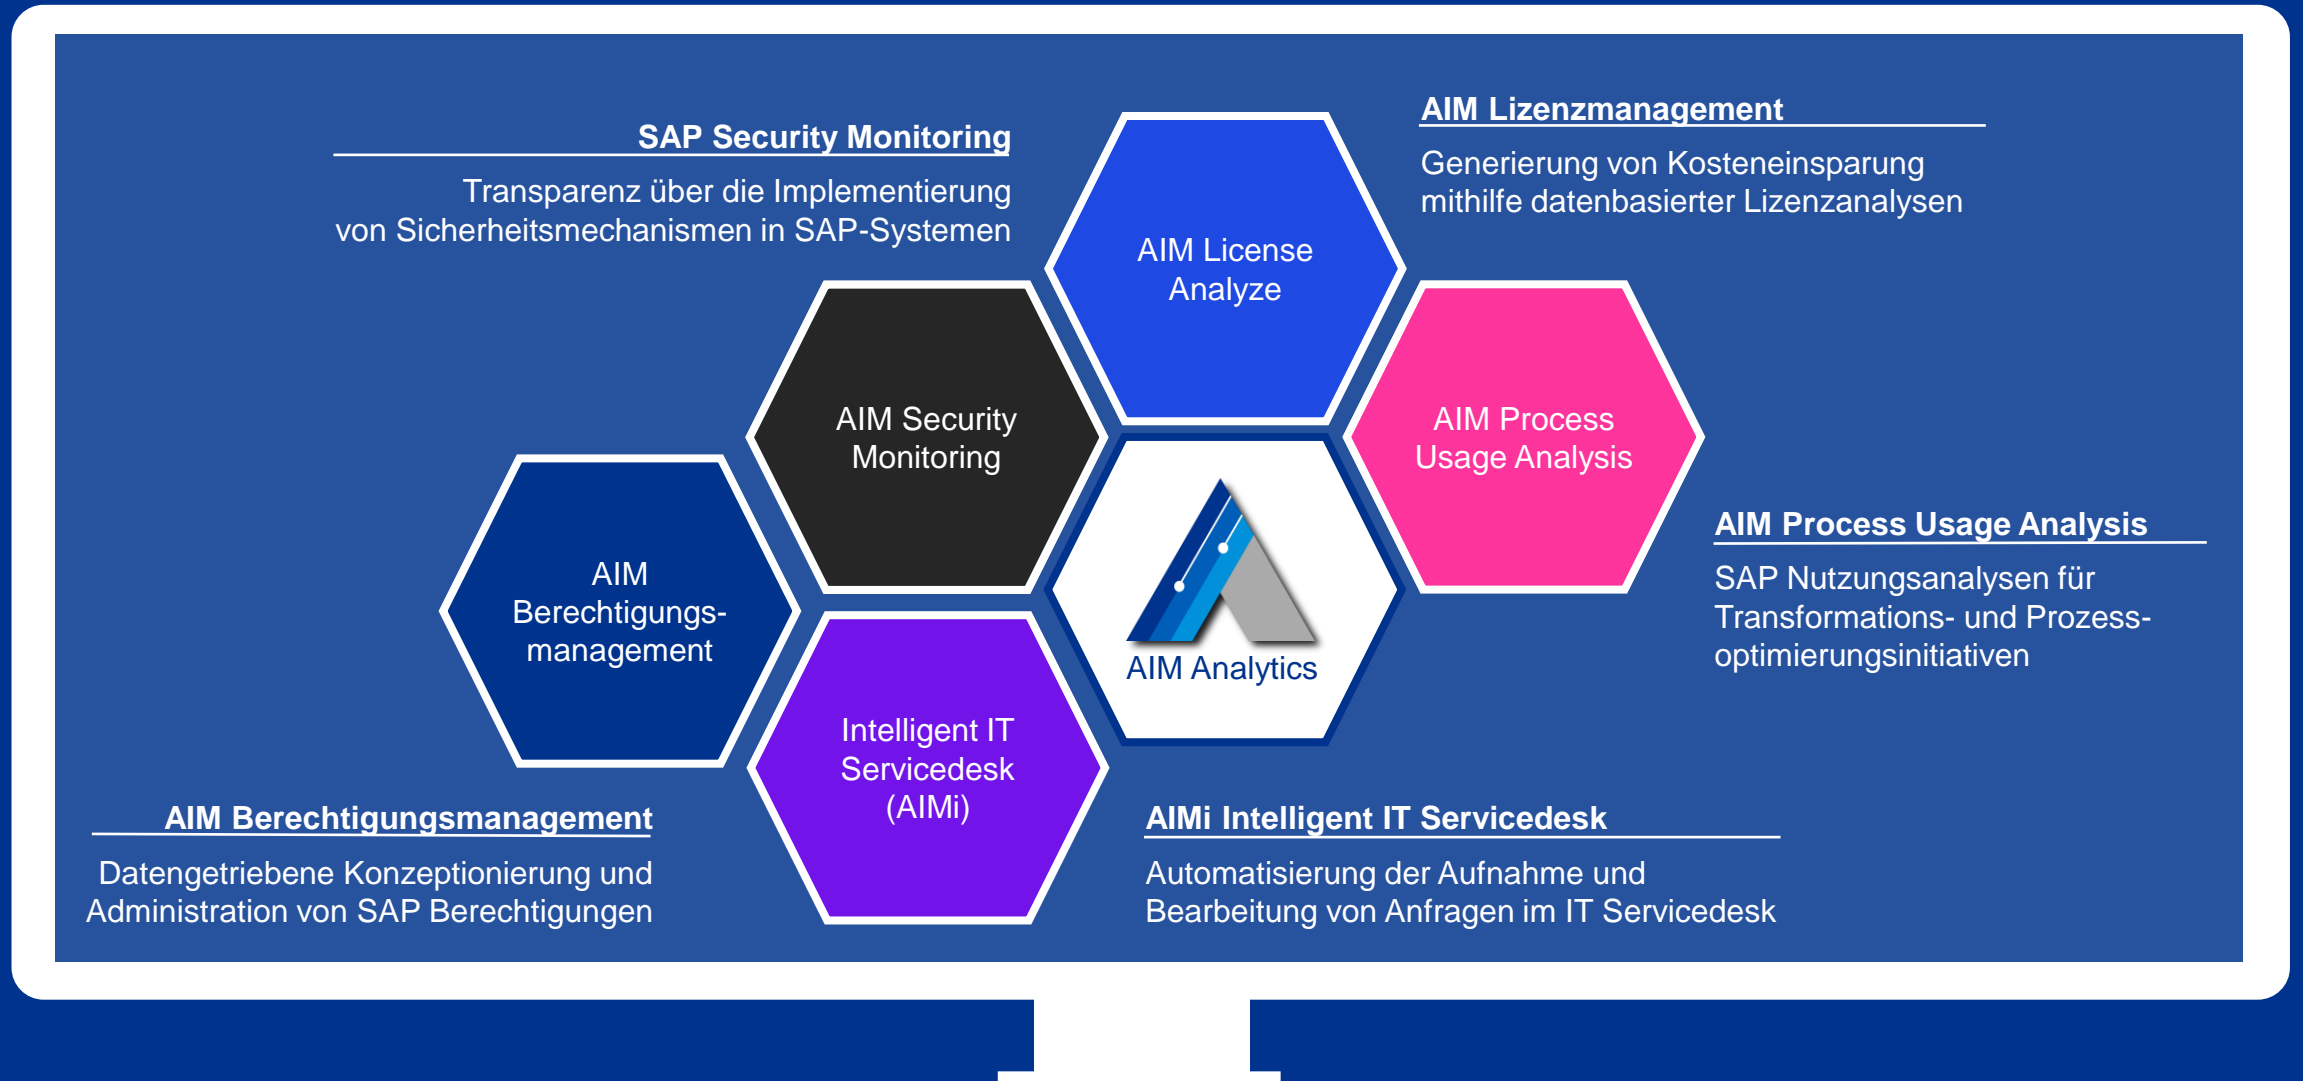 SAP Security Monitoring
Transparenz über die Implementierung
von Sicherheitsmechanismen in SAP-Systemen
AIM Lizenzmanagement
Generierung von Kosteneinsparung
mithilfe datenbasierter Lizenzanalysen
AIM License
Analyze
AIM Security
Monitoring
AIM Process
Usage Analysis
AIM
Berechtigungs-
management
AIM Analytics
Intelligent IT
Servicedesk
(AIMi)
AIM Process Usage Analysis
SAP Nutzungsanalysen für
Transformations- und Prozess-
optimierungsinitiativen
AIM Berechtigungsmanagement
Datengetriebene Konzeptionierung und
Administration von SAP Berechtigungen
AIMi Intelligent IT Servicedesk
Automatisierung der Aufnahme und
Bearbeitung von Anfragen im IT Servicedesk